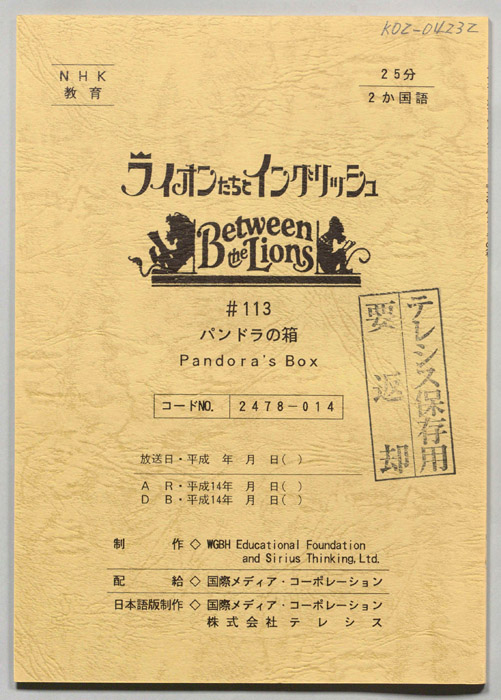 K02-04232
NHK
教育
25分
2か国語
ライオンたちとイングリッシュ
Between
the Lions
#113
パンドラの箱
Pandora's Box
コードNO. 2478-014
テレシス保存用
要返却
放送日・平成 年 月 日( )
A R・平成14年 月 日( )
D B・平成14年 月 日( )
制 作◇WGBH Educational Foundation
and Sirius Thinking, Ltd.
配 給◇国際メディア・コーポレーション
日本語版制作◇国際メディア・コーポレーション
株式会社テレシス